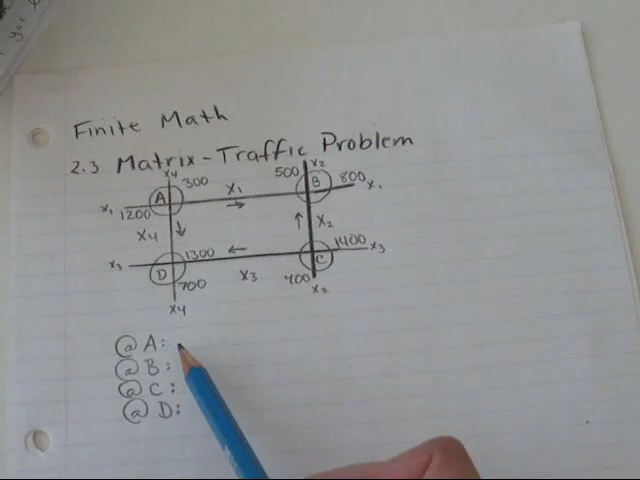 y=1
Finite Math
2.3 Matrix-Traffic Problem
x4 300 x1 500 x2 B 800 x1
x1 A 1200
x4 x2
x3 1300 1400 x3
D 700 x3 400 C
x4 x2
@ A:
@ B:
@ C:
@ D: